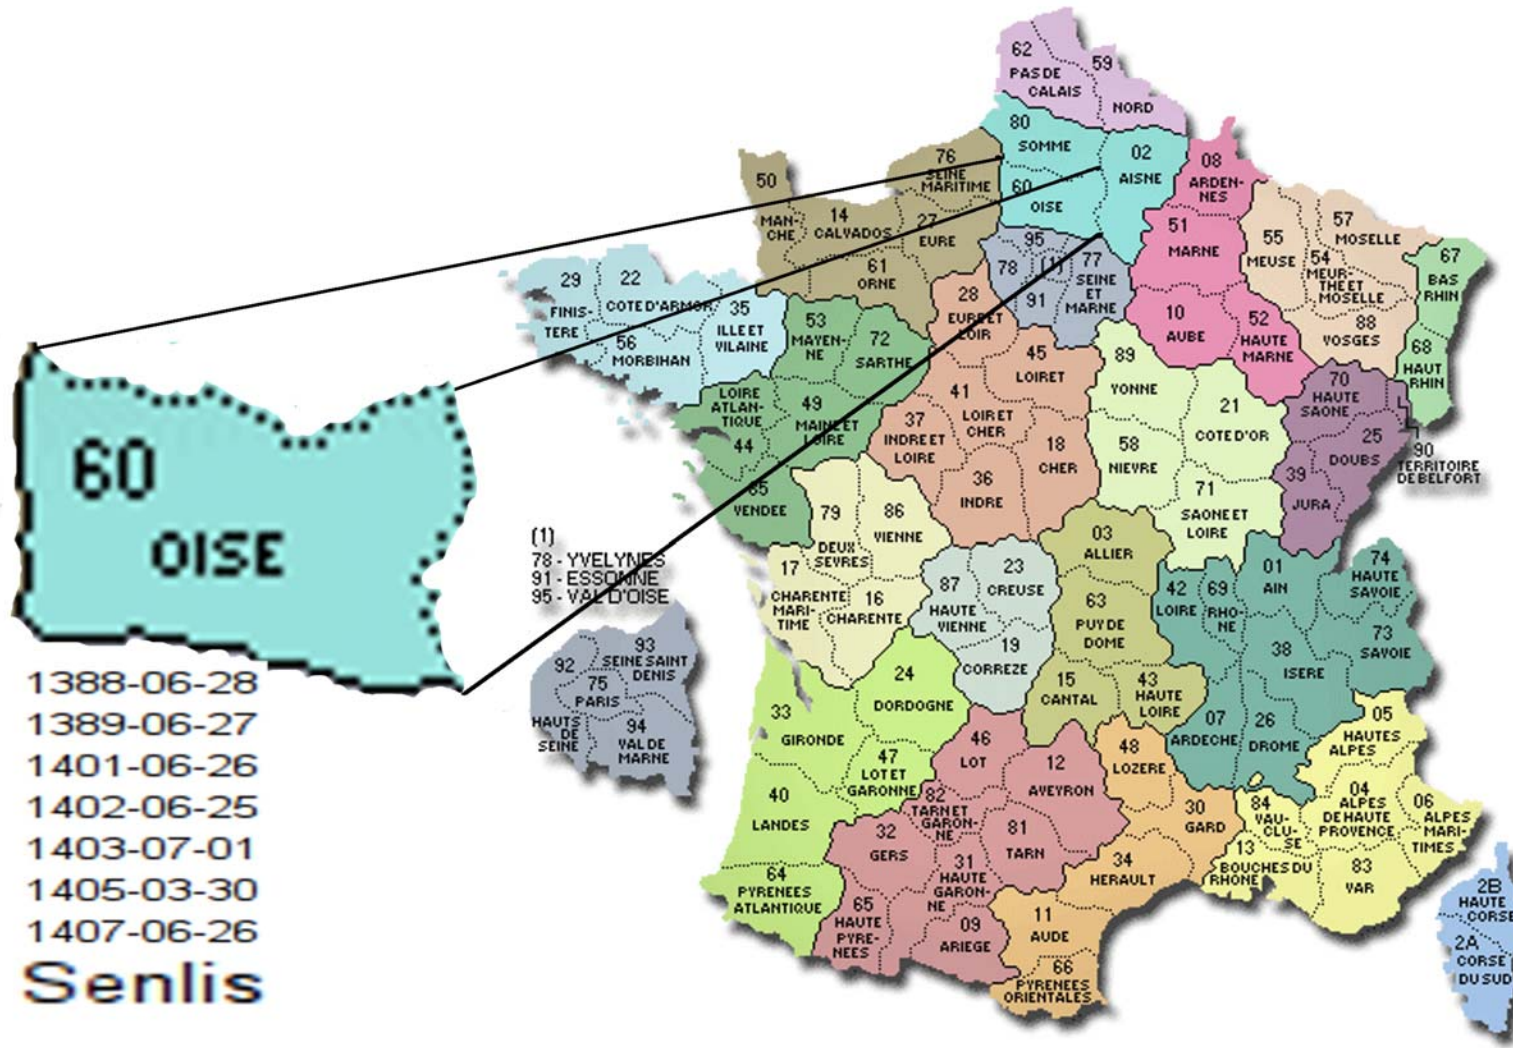 62
PAS DE
CALAIS
59
NORD
80
SOMME
02
AISNE
60
OISE
76
SEINE
MARITIME
50
MAN-
CHE
14
CALVADOS
27
EURE
61
ORNE
08
ARDEN-
NES
51
MARNE
10
AUBE
52
HAUTE
MARNE
55
MEUSE
54
MEUR-
THE ET
MOSELLE
57
MOSELLE
88
VOSGES
67
BAS
RHIN
68
HAUT
RHIN
95
78
(1)
91
77
SEINE
ET
MARNE
29
FINIS-
TERE
22
COTE D'ARMOR
56
MORBIHAN
35
ILLE ET
VILAINE
53
MAYEN-
NE
72
SARTHE
LOIRE
ATLAN-
TIQUE
44
49
MAINE ET
LOIRE
85
VENDEE
28
EURE ET
LOIR
45
LOIRET
41
LOIR ET
CHER
37
INDRE ET
LOIRE
18
CHER
36
INDRE
89
YONNE
21
COTE D'OR
58
NIEVRE
71
SAONE ET
LOIRE
70
HAUTE
SAONE
25
DOUBS
39
JURA
90
TERRITOIRE
DE BELFORT
79
DEUX
SEVRES
86
VIENNE
17
CHARENTE
MARI-
TIME
16
CHARENTE
87
HAUTE
VIENNE
23
CREUSE
19
CORREZE
03
ALLIER
63
PUY DE
DOME
15
CANTAL
43
HAUTE
LOIRE
42
LOIRE
69
RHO-
NE
01
AIN
74
HAUTE
SAVOIE
73
SAVOIE
38
ISERE
07
ARDECHE
26
DROME
24
DORDOGNE
33
GIRONDE
47
LOT ET
GARONNE
40
LANDES
64
PYRENEES
ATLANTIQUE
46
LOT
12
AVEYRON
82
TARN ET
GARON-
NE
81
TARN
32
GERS
31
HAUTE
GARON-
NE
65
HAUTE
PYRE-
NEES
09
ARIEGE
48
LOZERE
30
GARD
34
HERAULT
11
AUDE
66
PYRENEES
ORIENTALES
05
HAUTES
ALPES
04
ALPES
DE HAUTE
PROVENCE
06
ALPES
MARI-
TIMES
84
VAU-
CLU-
SE
13
BOUCHES DU
RHONE
83
VAR
2B
HAUTE
CORSE
2A
CORSE
DU SUD
(1)
78 - YVELYNES
91 - ESSONNE
95 - VAL D'OISE
93
SEINE SAINT
DENIS
92
HAUTS
DE
SEINE
75
PARIS
94
VAL DE
MARNE
60
OISE
1388-06-28
1389-06-27
1401-06-26
1402-06-25
1403-07-01
1405-03-30
1407-06-26
Senlis